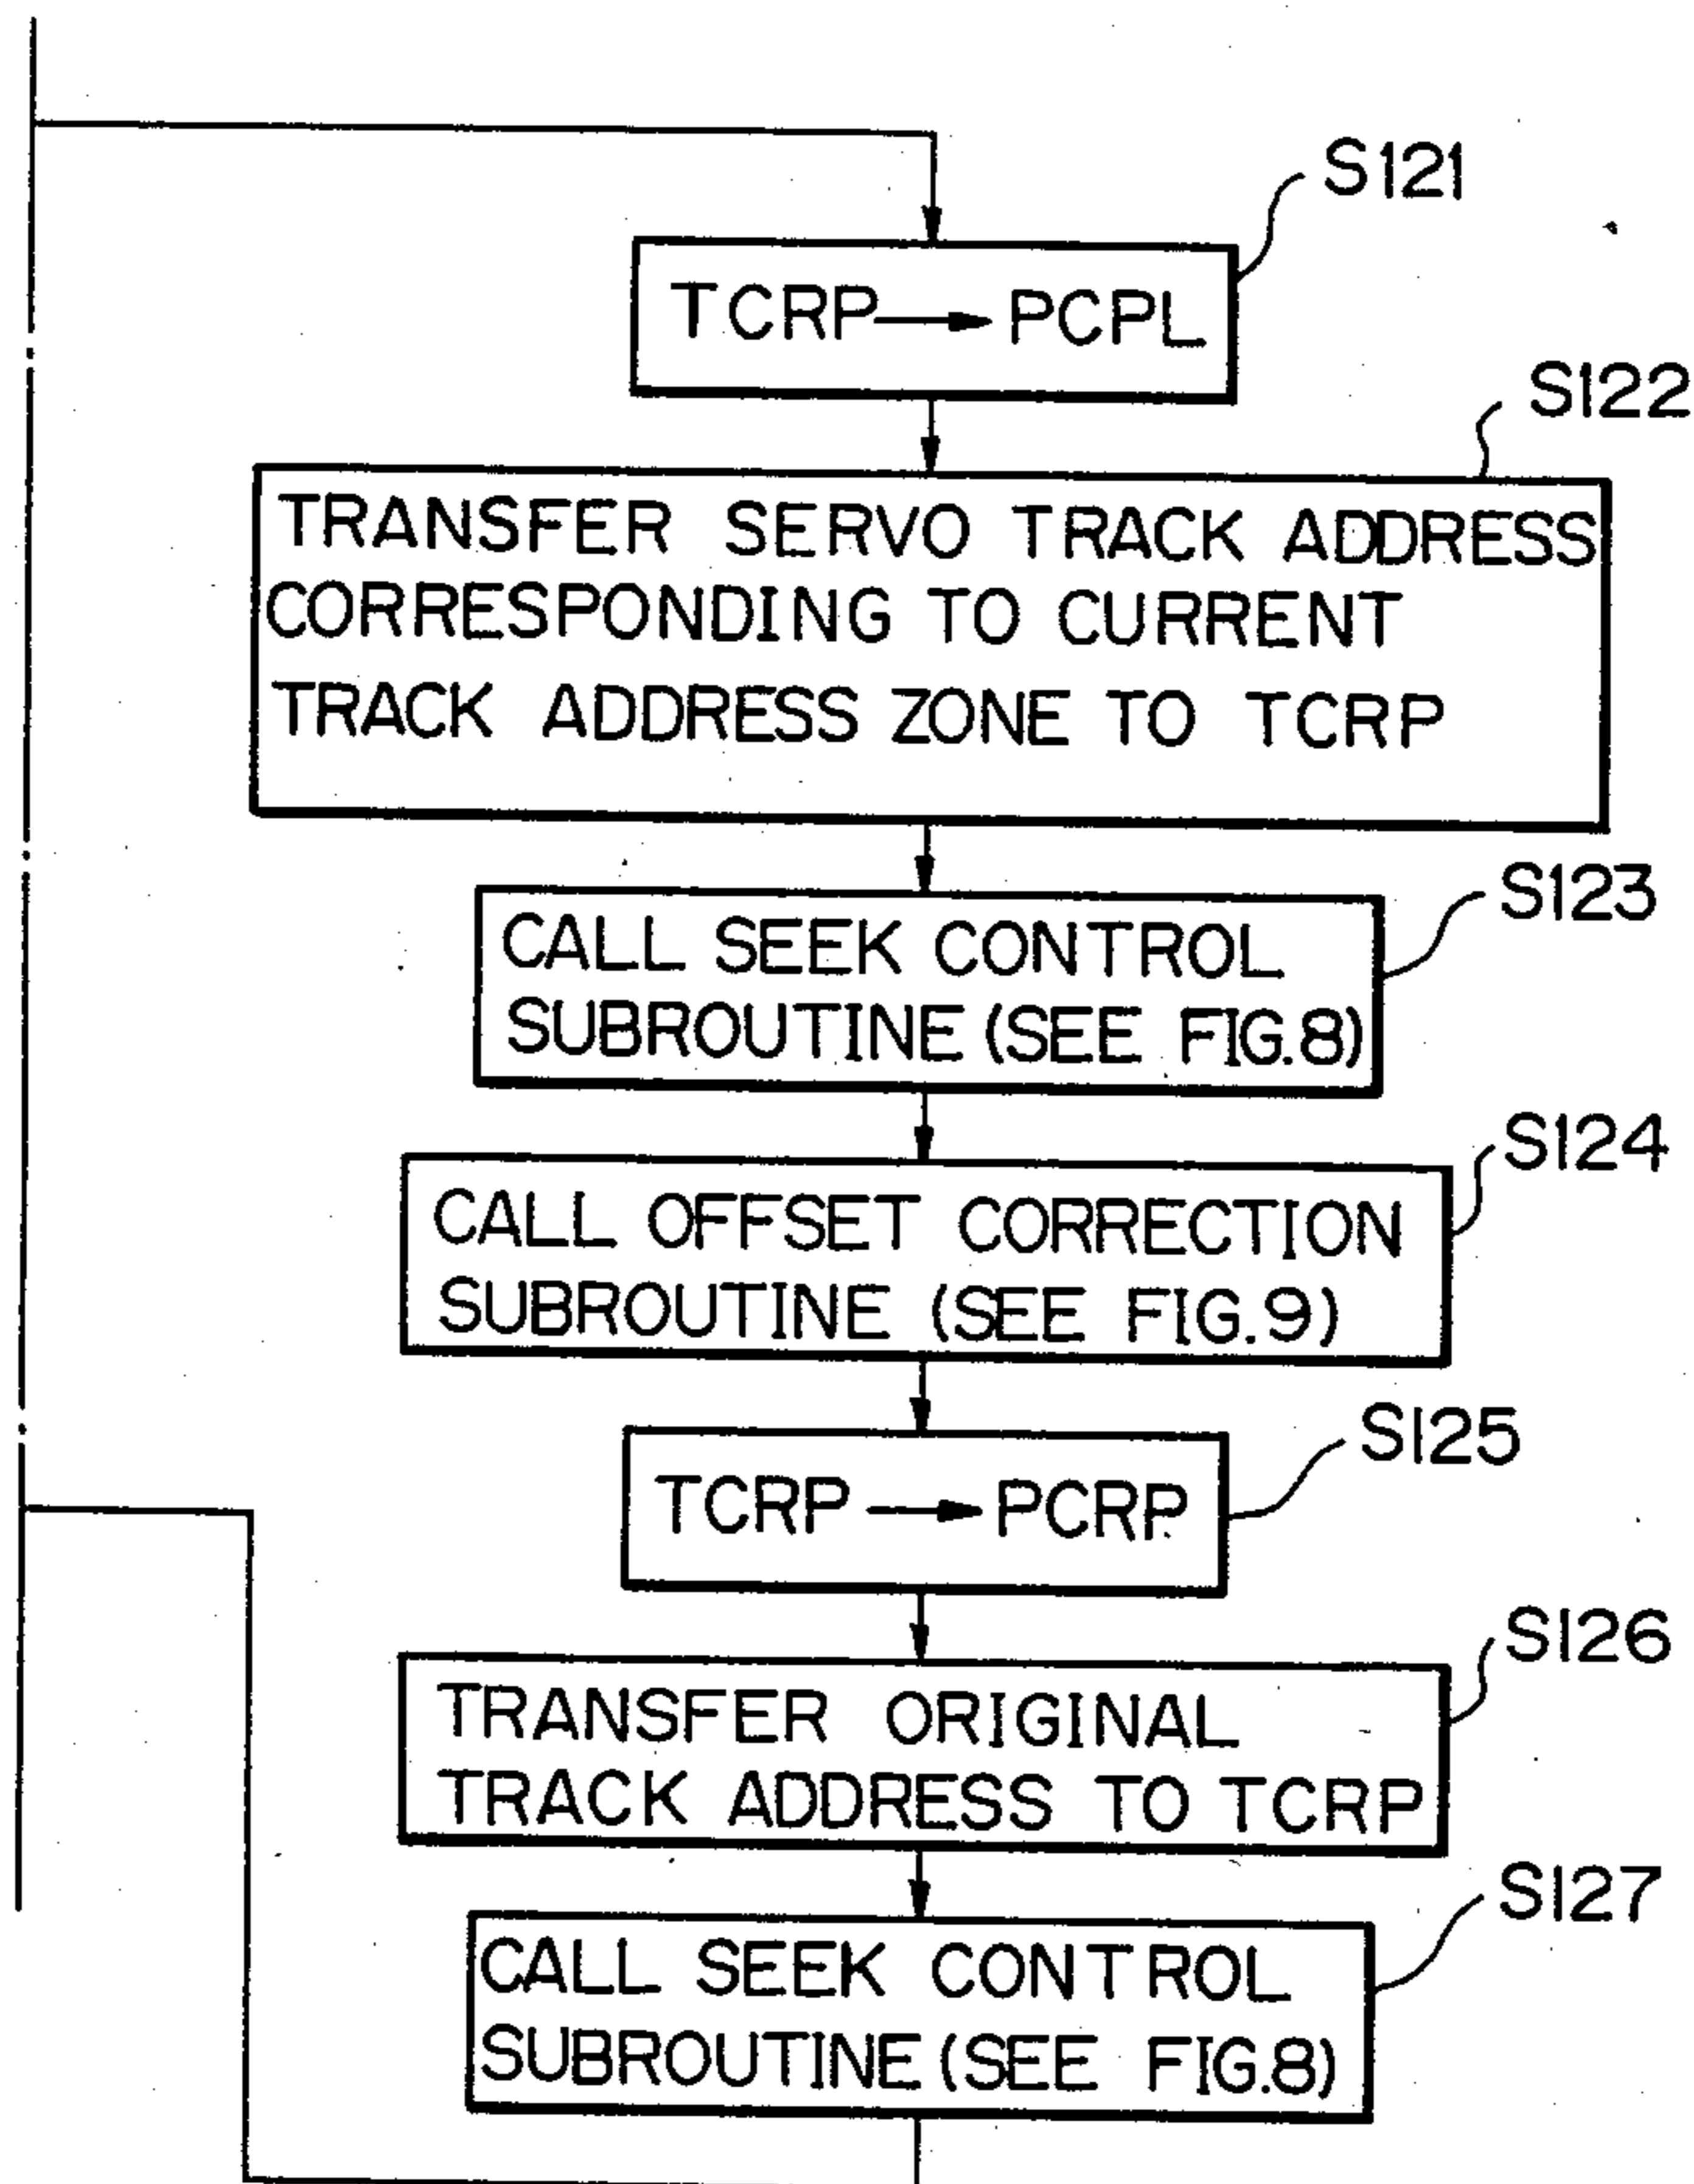 S121
TCRP → PCPL
S122
TRANSFER SERVO TRACK ADDRESS
CORRESPONDING TO CURRENT
TRACK ADDRESS ZONE TO TCRP
S123
CALL SEEK CONTROL
SUBROUTINE (SEE FIG.8)
S124
CALL OFFSET CORRECTION
SUBROUTINE (SEE FIG.9)
S125
TCRP → PCRP
S126
TRANSFER ORIGINAL
TRACK ADDRESS TO TCRP
S127
CALL SEEK CONTROL
SUBROUTINE (SEE FIG.8)